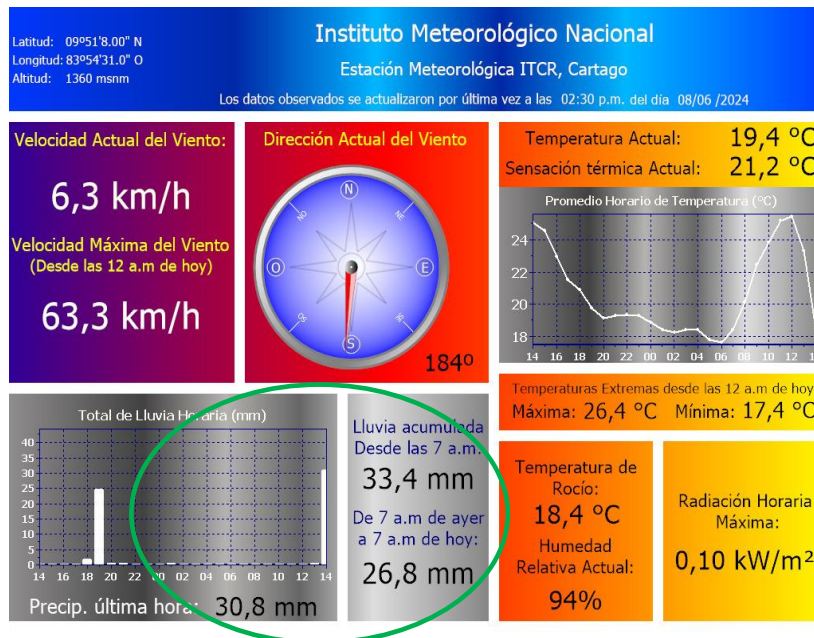 Latitud: 09º51'8.00" N
Longitud: 83º54'31.0" O
Altitud: 1360 msnm
Instituto Meteorológico Nacional
Estación Meteorológica ITCR, Cartago
Los datos observados se actualizaron por última vez a las 02:30 p.m. del día 08/06 /2024
Velocidad Actual del Viento:
6,3 km/h
Velocidad Máxima del Viento
(Desde las 12 a.m de hoy)
63,3 km/h
Dirección Actual del Viento
N
NO
NE
O
E
SO
SE
S
184º
Temperatura Actual: 19,4 ºC
Sensación térmica Actual: 21,2 ºC
Promedio Horario de Temperatura (ºC)
24
22
20
18
14 16 18 20 22 00 02 04 06 08 10 12
Temperaturas Extremas desde las 12 a.m de hoy
Máxima: 26,4 ºC Mínima: 17,4 ºC
Total de Lluvia Horaria (mm)
40
35
30
25
20
15
10
5
0
14 16 18 20 22 00 02 04 06 08 10 12 14
Precip. última hora: 30,8 mm
Lluvia acumulada
Desde las 7 a.m:
33,4 mm
De 7 a.m de ayer
a 7 a.m de hoy:
26,8 mm
Temperatura de
Rocío:
18,4 ºC
Humedad
Relativa Actual:
94%
Radiación Horaria
Máxima:
0,10 kW/m²